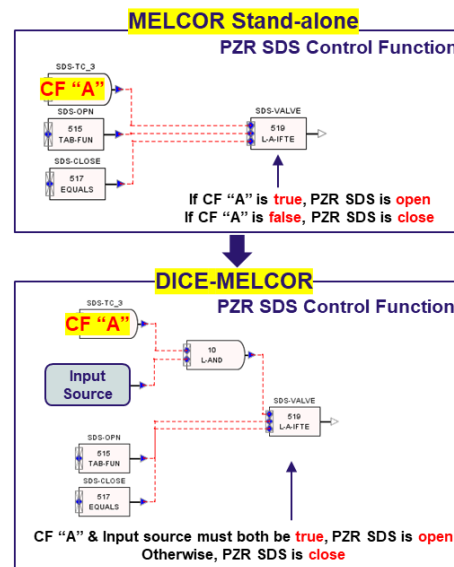 MELCOR Stand-alone
PZR SDS Control Function
SDS-TC_3
CF “A”
SDS-OPN
515
TAB-FUN
SDS-VALVE
519
L-A-IFTE
SDS-CLOSE
517
EQUALS
If CF “A” is true, PZR SDS is open
If CF “A” is false, PZR SDS is close
DICE-MELCOR
PZR SDS Control Function
SDS-TC_3
CF “A”
10
L-AND
Input
Source
SDS-VALVE
519
L-A-IFTE
SDS-OPN
515
TAB-FUN
SDS-CLOSE
517
EQUALS
CF “A” & Input source must both be true, PZR SDS is open
Otherwise, PZR SDS is close